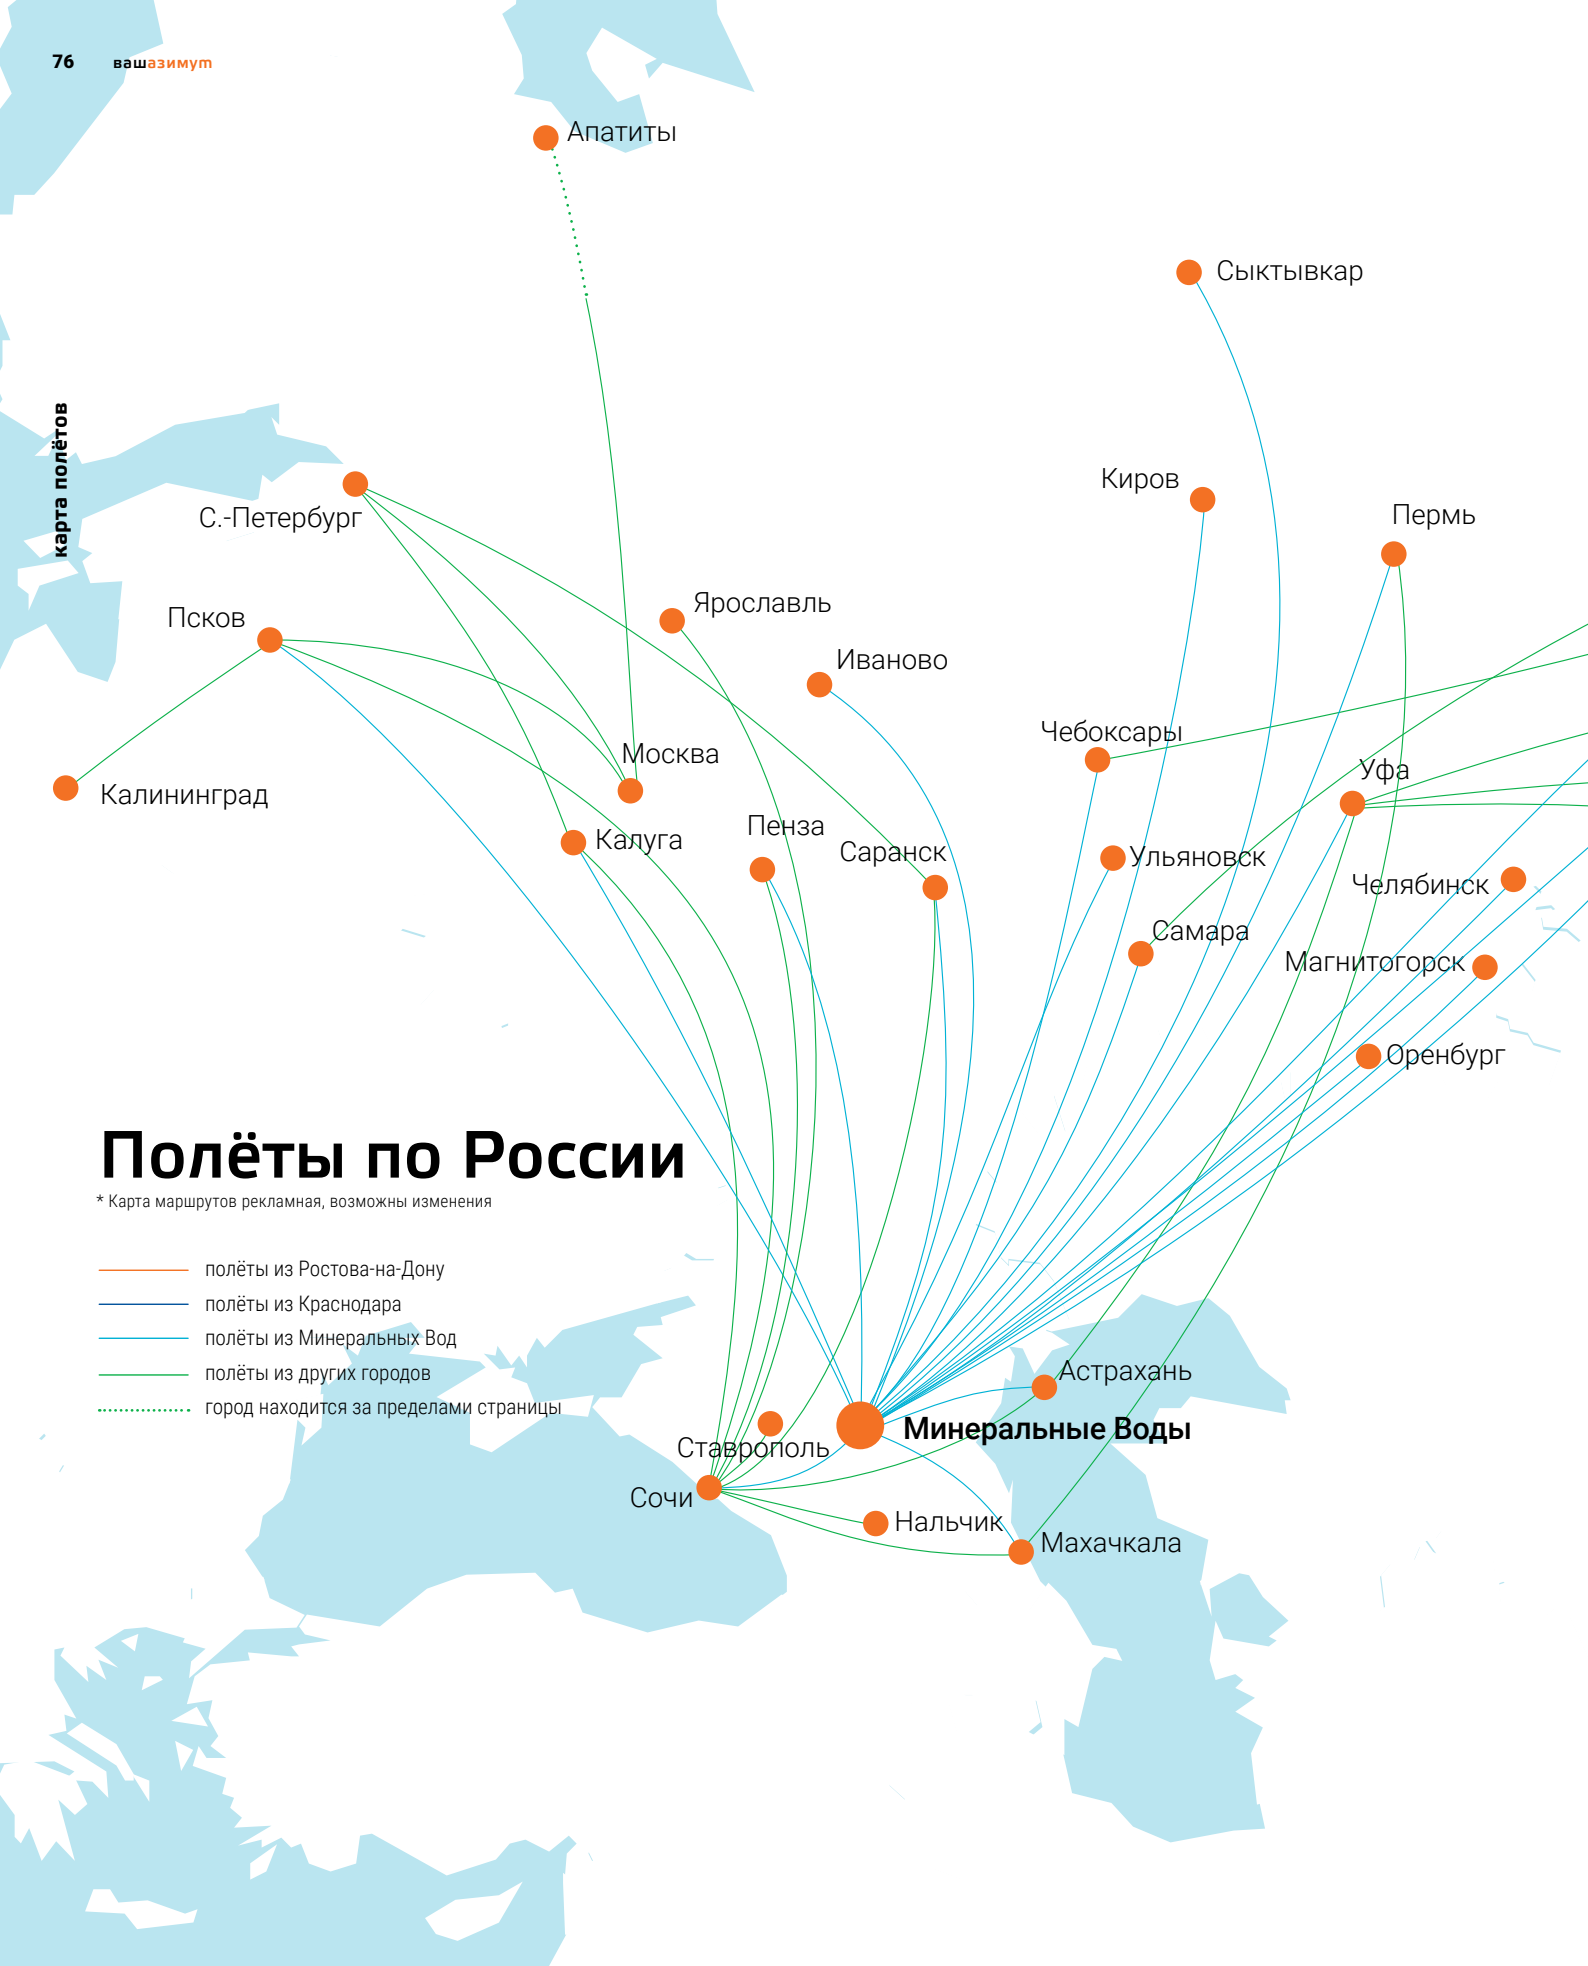 76 вашазимут
карта полётов
Апатиты
Сыктывкар
Киров
Пермь
С.-Петербург
Ярославль
Псков
Иваново
Чебоксары
Москва
Уфа
Калининград
Пенза
Калуга
Саранск
Ульяновск
Челябинск
Самара
Магнитогорск
Оренбург
Полёты по России
* Карта маршрутов рекламная, возможны изменения
полёты из Ростова-на-Дону
полёты из Краснодара
полёты из Минеральных Вод
полёты из других городов
город находится за пределами страницы
Астрахань
Минеральные Воды
Ставрополь
Сочи
Нальчик
Махачкала